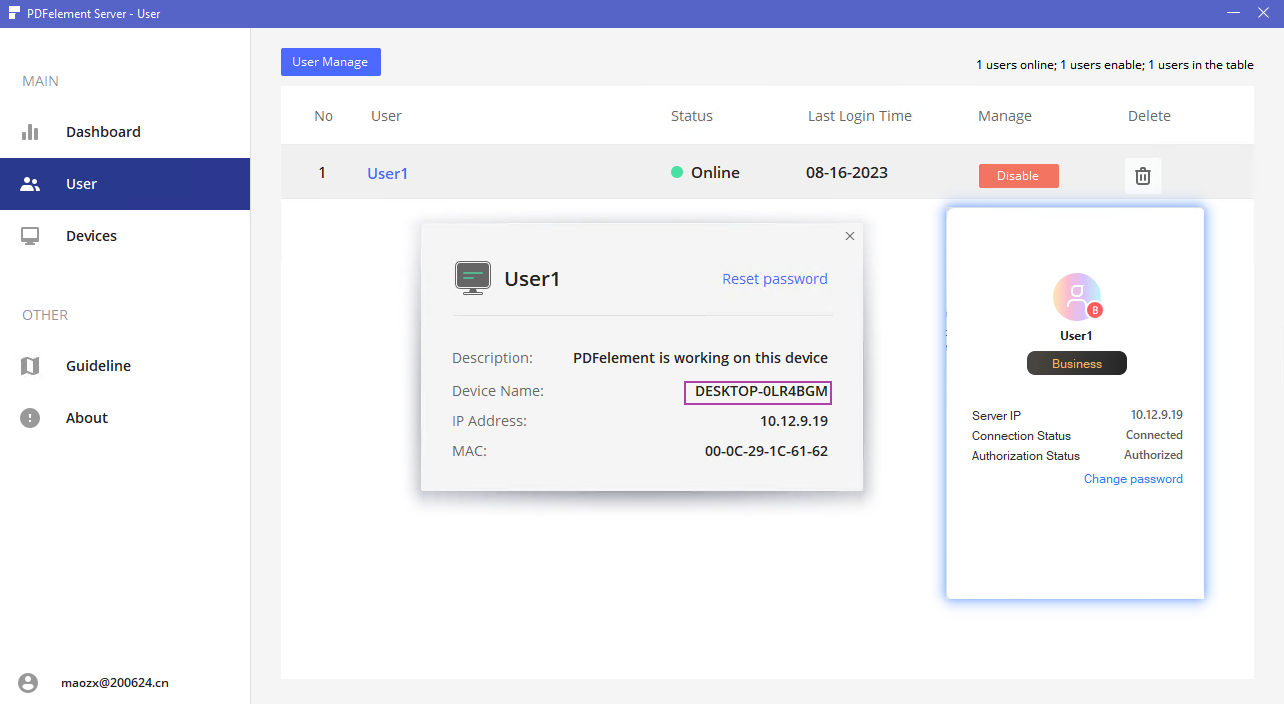 PDFelement Server - User
MAIN
Dashboard
User
Devices
OTHER
Guideline
About
maozx@200624.cn
User Manage
1 users online; 1 users enable; 1 users in the table
No User Status Last Login Time Manage Delete
1 User1 Online 08-16-2023 Disable
User1 Reset password
Description: PDFelement is working on this device
Device Name: DESKTOP-0LR4BGM
IP Address: 10.12.9.19
MAC: 00-0C-29-1C-61-62
B
User1
Business
Server IP 10.12.9.19
Connection Status Connected
Authorization Status Authorized
Change password